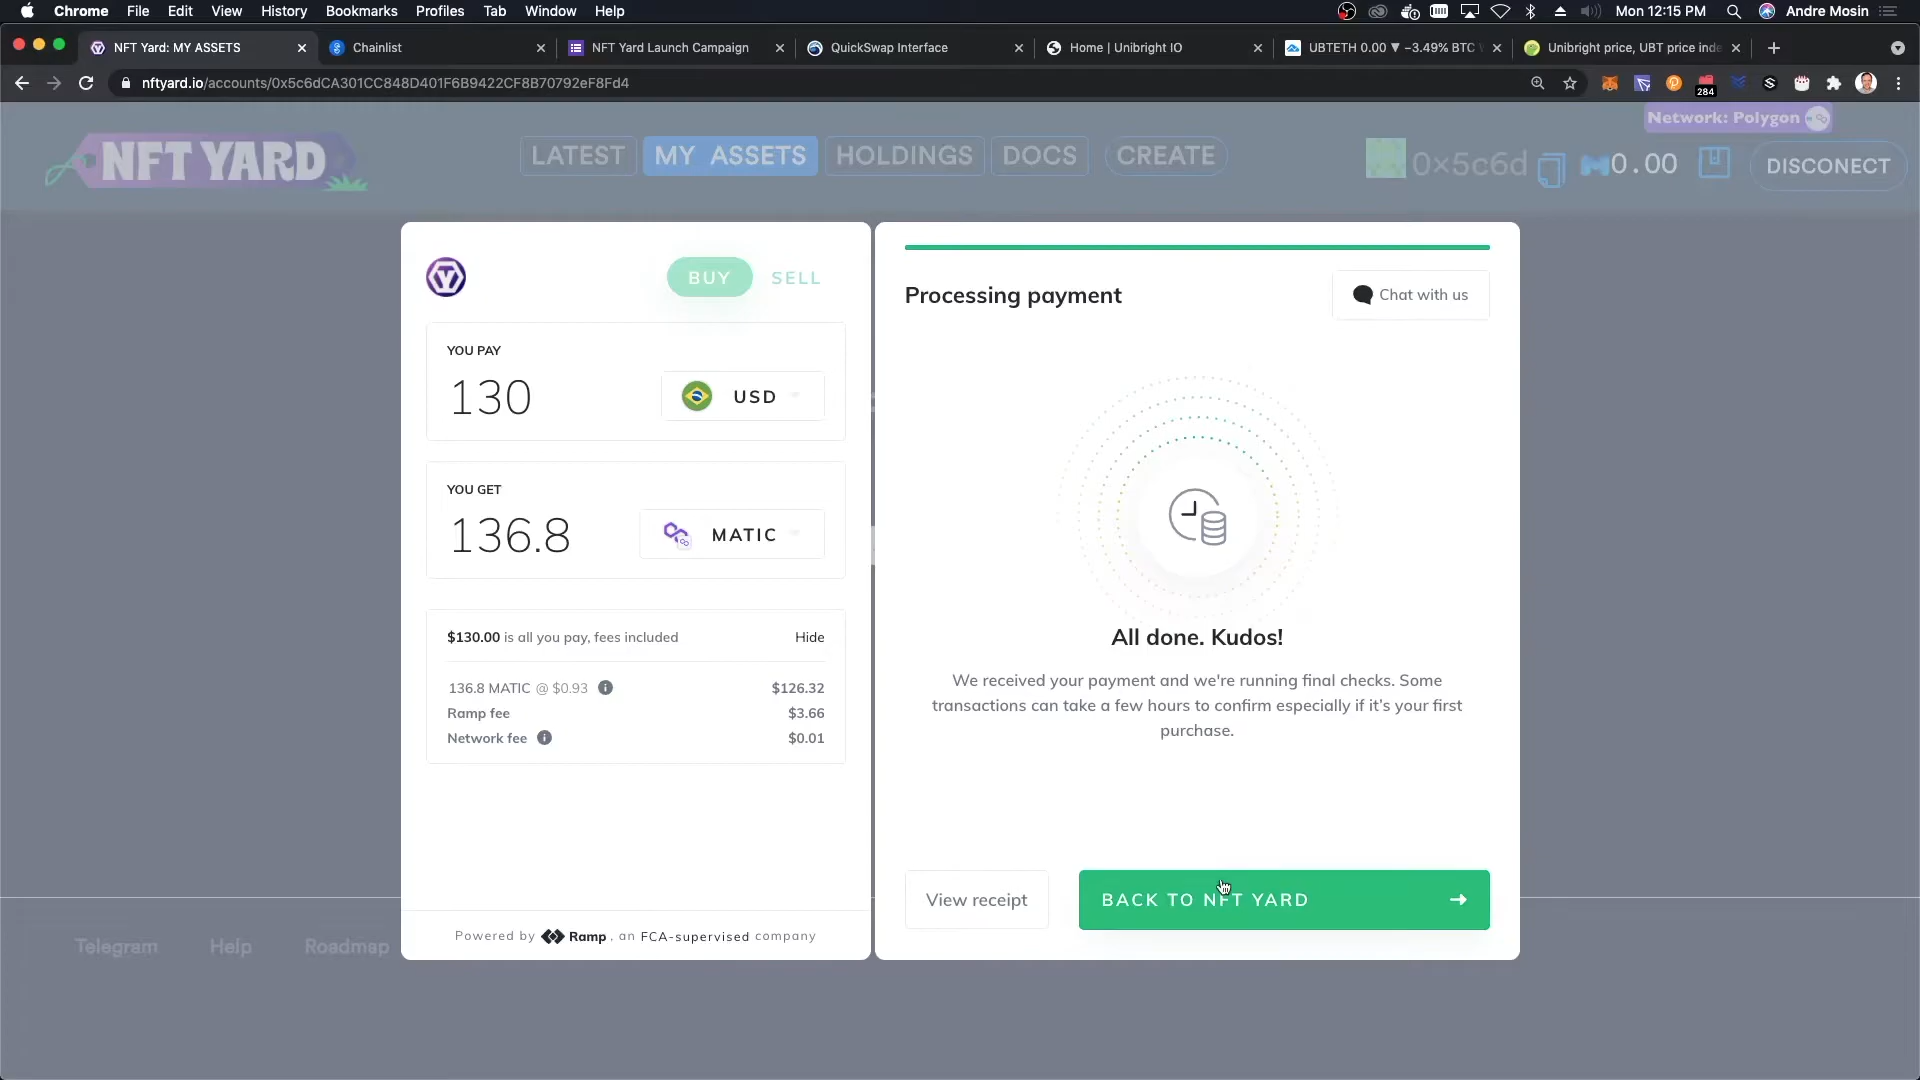 Chrome File Edit View History Bookmarks Profiles Tab Window Help Mon 12:15 PM Andre Mosin
NFT Yard: MY ASSETS Chainlist NFT Yard Launch Campaign QuickSwap Interface Home | Unibright IO UBTETH 0.00 ▼ −3.49% BTC Unibright price, UBT price inde
nftyard.io/accounts/0x5c6dCA301CC848D401F6B9422CF8B70792eF8Fd4
284
Network: Polygon
NFT YARD LATEST MY ASSETS HOLDINGS DOCS CREATE 0x5c6d 0.00 DISCONECT
BUY SELL
YOU PAY
130 USD
YOU GET
136.8 MATIC
$130.00 is all you pay, fees included Hide
136.8 MATIC @ $0.93 $126.32
Ramp fee $3.66
Network fee $0.01
Powered by Ramp, an FCA-supervised company
Processing payment Chat with us
All done. Kudos!
We received your payment and we're running final checks. Some
transactions can take a few hours to confirm especially if it's your first
purchase.
View receipt BACK TO NFT YARD
Telegram Help Roadmap